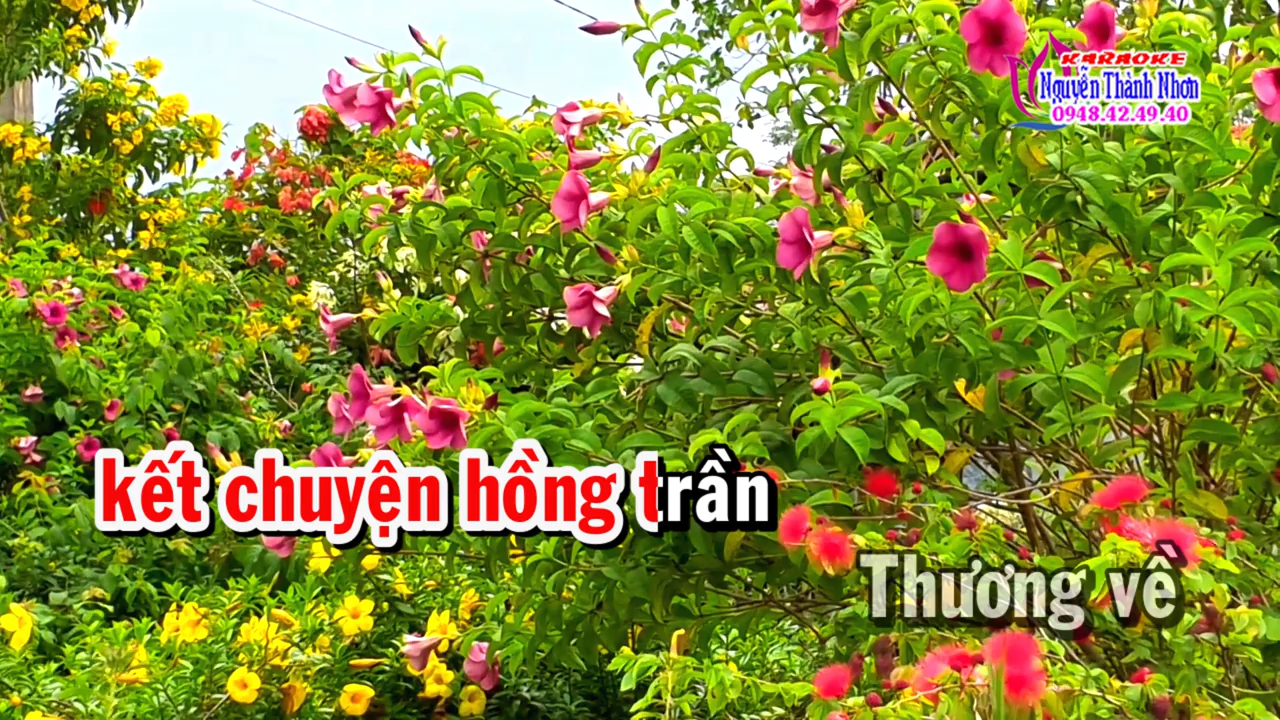 KARAOKE
Nguyễn Thành Nhơn
0948.42.49.40
kết chuyện hồng trần
Thương về